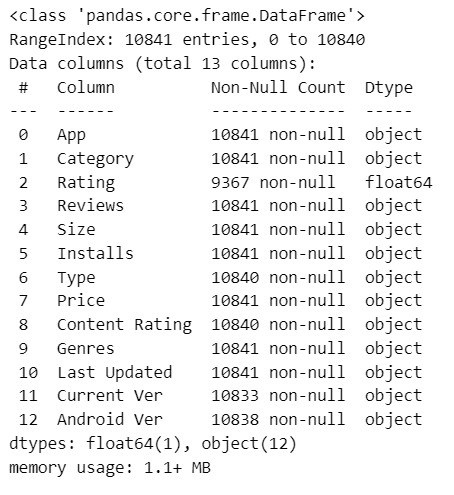 <class 'pandas.core.frame.DataFrame'>
RangeIndex: 10841 entries, 0 to 10840
Data columns (total 13 columns):
 #   Column          Non-Null Count  Dtype
---  ------          --------------  -----
 0   App             10841 non-null  object
 1   Category        10841 non-null  object
 2   Rating          9367 non-null   float64
 3   Reviews         10841 non-null  object
 4   Size            10841 non-null  object
 5   Installs        10841 non-null  object
 6   Type            10840 non-null  object
 7   Price           10841 non-null  object
 8   Content Rating  10840 non-null  object
 9   Genres          10841 non-null  object
 10  Last Updated    10841 non-null  object
 11  Current Ver     10833 non-null  object
 12  Android Ver     10838 non-null  object
dtypes: float64(1), object(12)
memory usage: 1.1+ MB